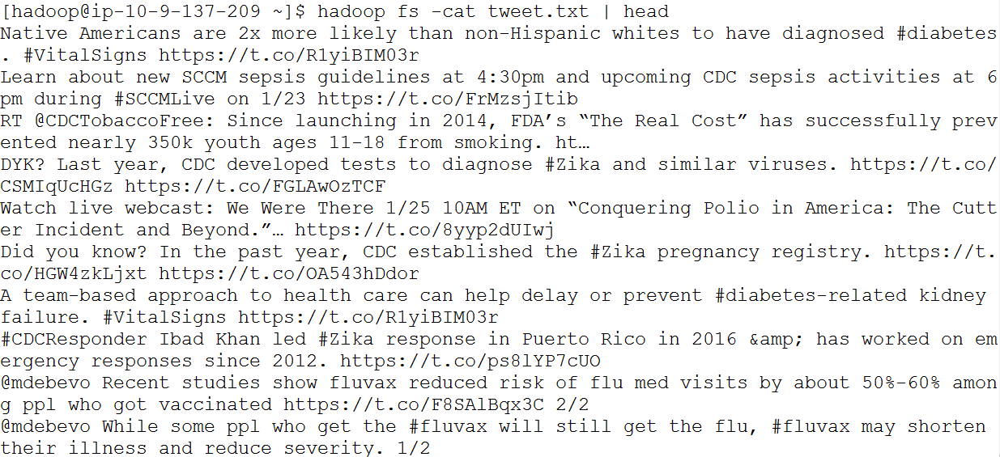 [hadoop@ip-10-9-137-209 ~]$ hadoop fs -cat tweet.txt | head
Native Americans are 2x more likely than non-Hispanic whites to have diagnosed #diabetes
. #VitalSigns https://t.co/R1yiBIM03r
Learn about new SCCM sepsis guidelines at 4:30pm and upcoming CDC sepsis activities at 6
pm during #SCCMLive on 1/23 https://t.co/FrMzsjItib
RT @CDCTobaccoFree: Since launching in 2014, FDA’s “The Real Cost” has successfully prev
ented nearly 350k youth ages 11-18 from smoking. ht…
DYK? Last year, CDC developed tests to diagnose #Zika and similar viruses. https://t.co/
CSMIqUcHGz https://t.co/FGLAwOzTCF
Watch live webcast: We Were There 1/25 10AM ET on “Conquering Polio in America: The Cutt
er Incident and Beyond.”… https://t.co/8yyp2dUIwj
Did you know? In the past year, CDC established the #Zika pregnancy registry. https://t.
co/HGW4zkLjxt https://t.co/OA543hDdor
A team-based approach to health care can help delay or prevent #diabetes-related kidney
failure. #VitalSigns https://t.co/R1yiBIM03r
#CDCResponder Ibad Khan led #Zika response in Puerto Rico in 2016 &amp; has worked on em
ergency responses since 2012. https://t.co/ps8lYP7cUO
@mdebevo Recent studies show fluvax reduced risk of flu med visits by about 50%-60% amon
g ppl who got vaccinated https://t.co/F8SAlBqx3C 2/2
@mdebevo While some ppl who get the #fluvax will still get the flu, #fluvax may shorten
their illness and reduce severity. 1/2